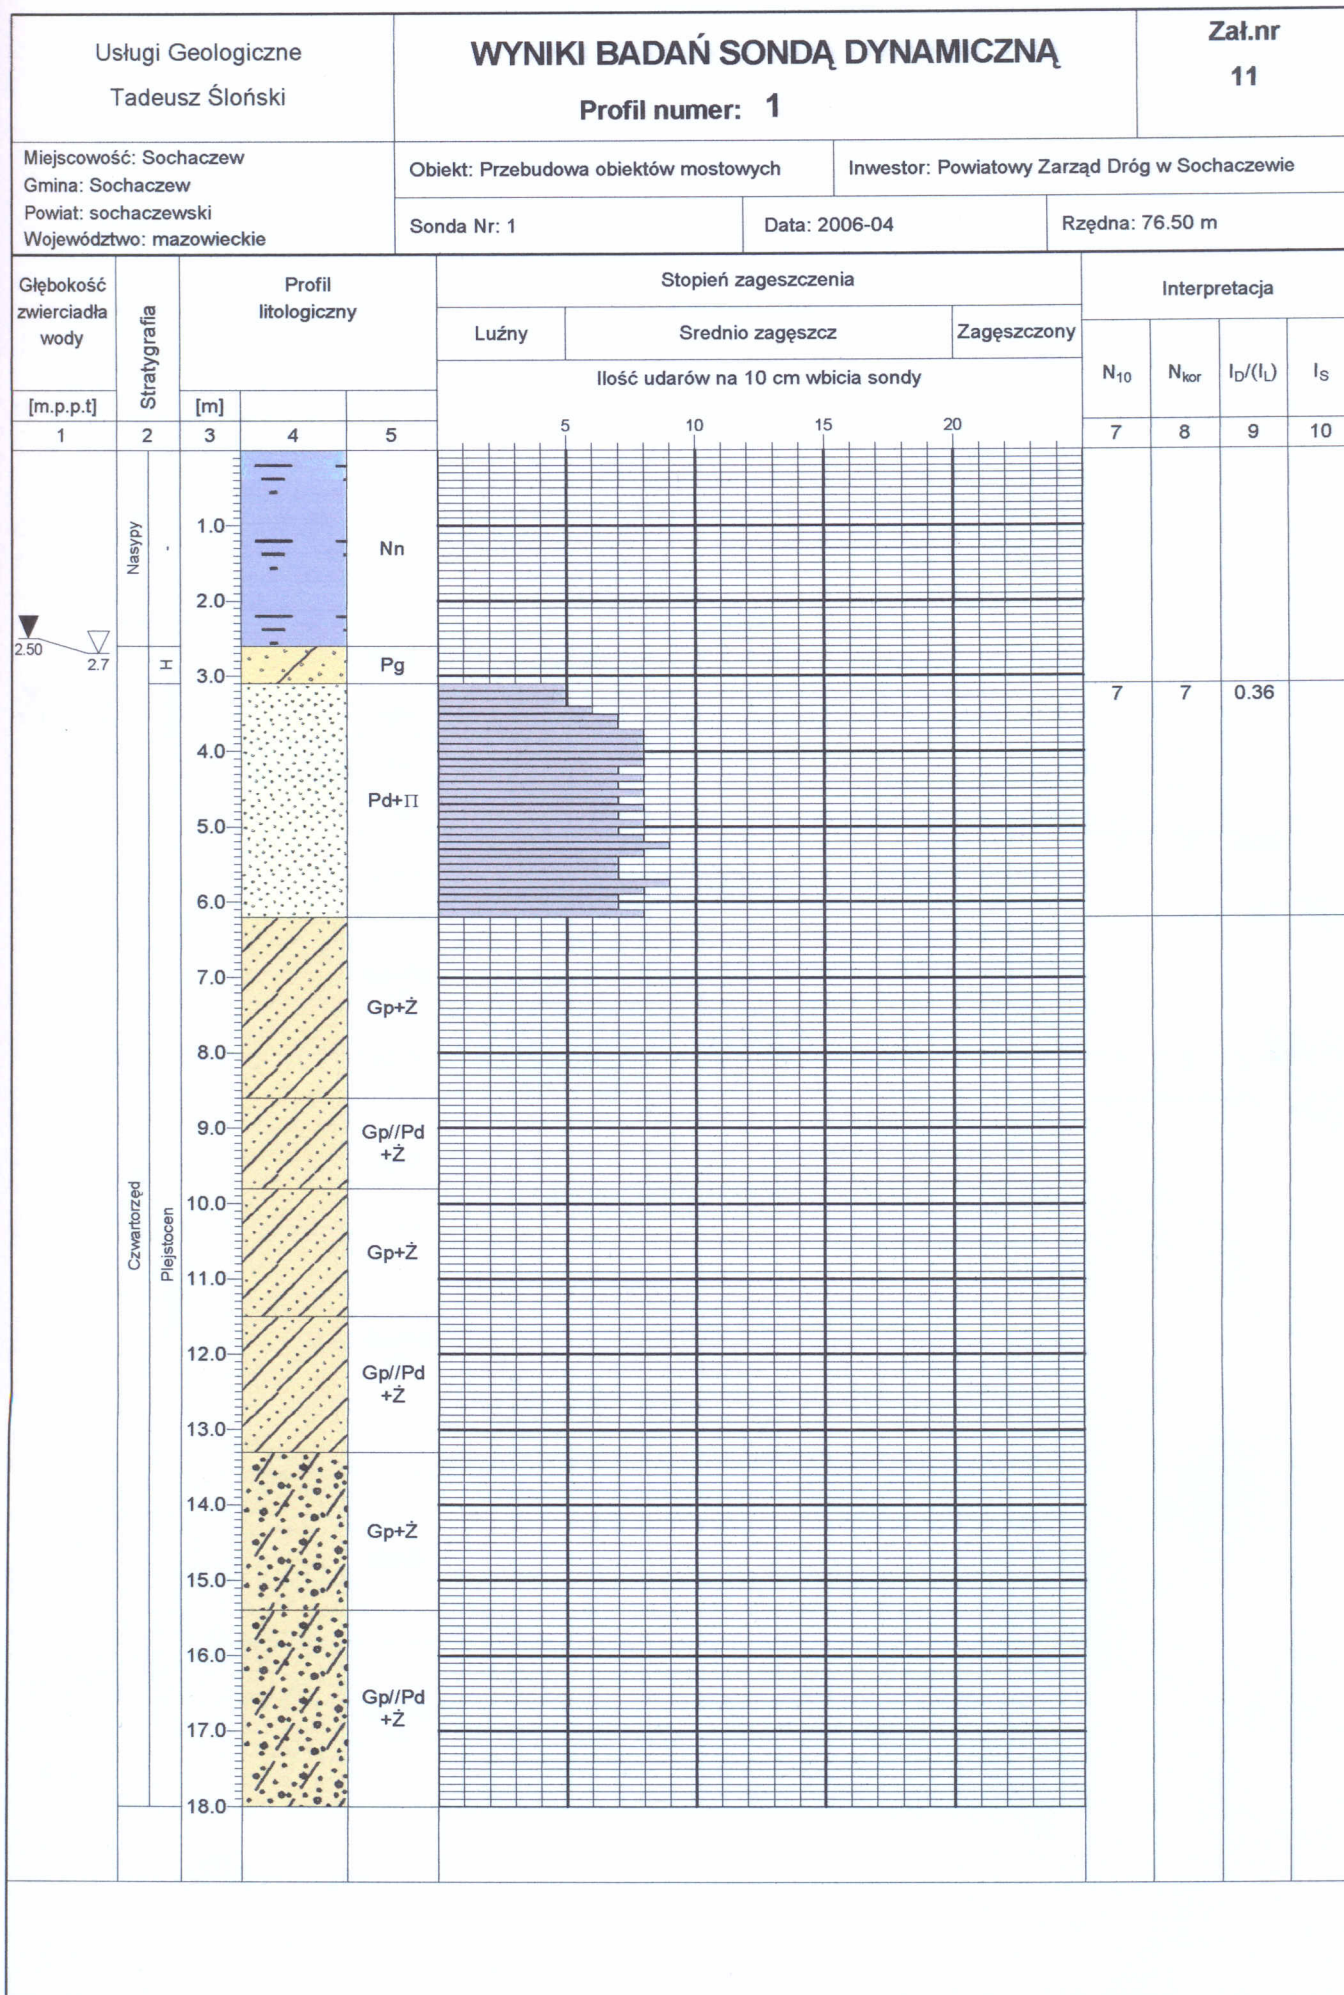 Usługi Geologiczne
Tadeusz Śloński
WYNIKI BADAŃ SONDĄ DYNAMICZNĄ
Profil numer: 1
Zał.nr
11
Miejscowość: Sochaczew
Gmina: Sochaczew
Powiat: sochaczewski
Województwo: mazowieckie
Obiekt: Przebudowa obiektów mostowych
Inwestor: Powiatowy Zarząd Dróg w Sochaczewie
Sonda Nr: 1
Data: 2006-04
Rzędna: 76.50 m
Głębokość
zwierciadła
wody
[m.p.p.t]
Stratygrafia
Profil
litologiczny
[m]
Stopień zageszczenia
Luźny
Srednio zagęszcz
Zagęszczony
Ilość udarów na 10 cm wbicia sondy
Interpretacja
N10
Nkor
ID/(IL)
IS
1
2
3
4
5
5
10
15
20
7
8
9
10
Nasypy
-
1.0
Nn
2.0
2.50
2.7
H
Pg
3.0
7
7
0.36
4.0
Pd+Π
5.0
6.0
7.0
Gp+Ż
8.0
9.0
Gp//Pd
+Ż
Czwartorzęd
Plejstocen
10.0
Gp+Ż
11.0
12.0
Gp//Pd
+Ż
13.0
14.0
Gp+Ż
15.0
16.0
Gp//Pd
+Ż
17.0
18.0